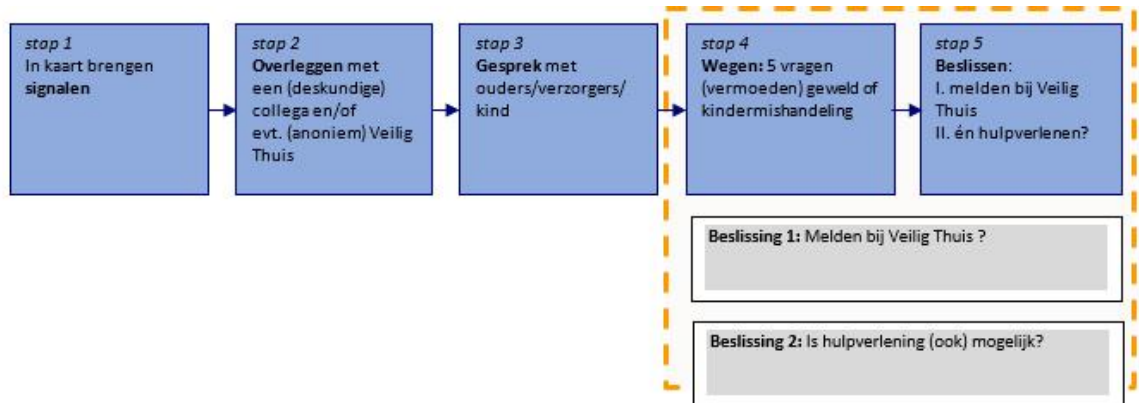 stap 1
In kaart brengen
signalen
stap 2
Overleggen met
een (deskundige)
collega en/of
evt. (anoniem) Veilig
Thuis
stap 3
Gesprek met
ouders/verzorgers/
kind
stap 4
Wegen: 5 vragen
(vermoeden) geweld of
kindermishandeling
stap 5
Beslissen:
I. melden bij Veilig
Thuis
II. én hulpverlenen?
Beslissing 1: Melden bij Veilig Thuis ?
Beslissing 2: Is hulpverlening (ook) mogelijk?